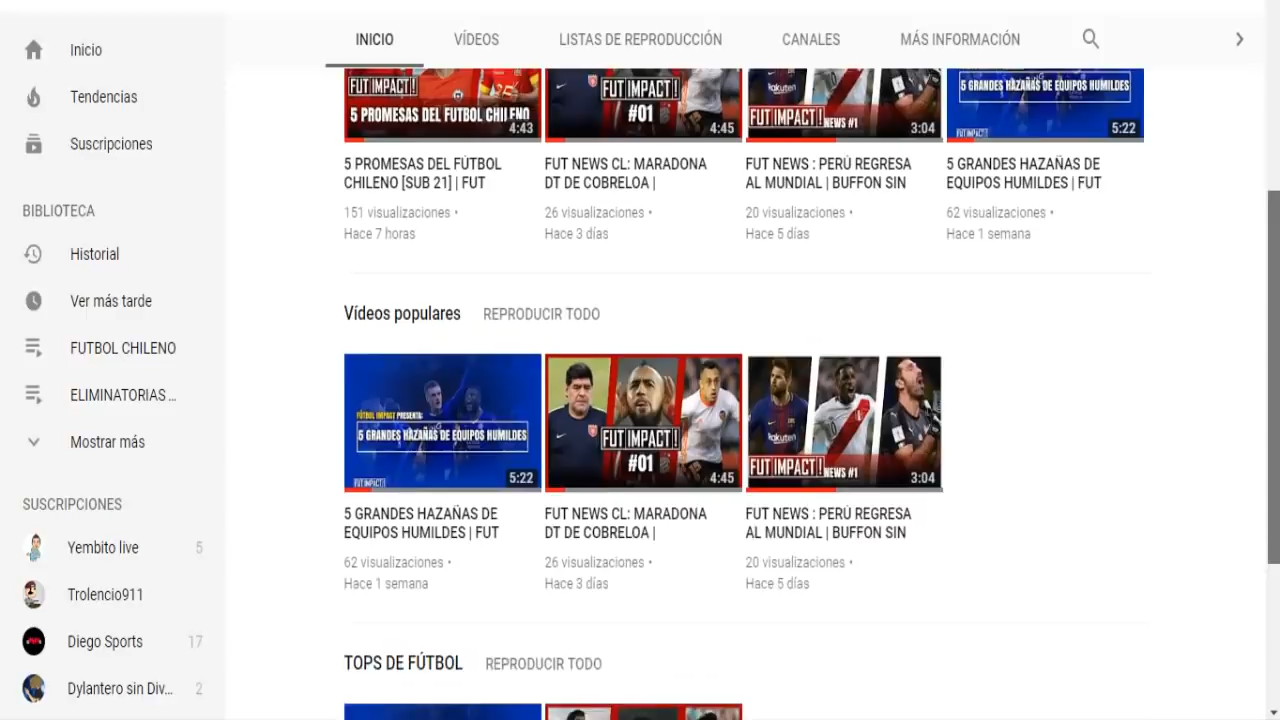 Inicio
Tendencias
Suscripciones
BIBLIOTECA
Historial
Ver más tarde
FUTBOL CHILENO
ELIMINATORIAS ...
Mostrar más
SUSCRIPCIONES
Yembito live 5
Trolencio911
Diego Sports 17
Dylantero sin Div... 2
INICIO VÍDEOS LISTAS DE REPRODUCCIÓN CANALES MÁS INFORMACIÓN
FUT IMPACT!
5 PROMESAS DEL FUTBOL CHILENO
4:43
FUT IMPACT!
#01
4:45
FUT IMPACT! NEWS #1
3:04
5 GRANDES HAZAÑAS DE EQUIPOS HUMILDES
FUT IMPACT!
5:22
5 PROMESAS DEL FÚTBOL
CHILENO [SUB 21] | FUT
151 visualizaciones •
Hace 7 horas
FUT NEWS CL: MARADONA
DT DE COBRELOA |
26 visualizaciones •
Hace 3 días
FUT NEWS : PERÚ REGRESA
AL MUNDIAL | BUFFON SIN
20 visualizaciones •
Hace 5 días
5 GRANDES HAZAÑAS DE
EQUIPOS HUMILDES | FUT
62 visualizaciones •
Hace 1 semana
Vídeos populares REPRODUCIR TODO
FÚTBOL IMPACT PRESENTA:
5 GRANDES HAZAÑAS DE EQUIPOS HUMILDES
FUT IMPACT!
5:22
FUT IMPACT!
#01
4:45
Rakuten
FUT IMPACT! NEWS #1
3:04
5 GRANDES HAZAÑAS DE
EQUIPOS HUMILDES | FUT
62 visualizaciones •
Hace 1 semana
FUT NEWS CL: MARADONA
DT DE COBRELOA |
26 visualizaciones •
Hace 3 días
FUT NEWS : PERÚ REGRESA
AL MUNDIAL | BUFFON SIN
20 visualizaciones •
Hace 5 días
TOPS DE FÚTBOL REPRODUCIR TODO